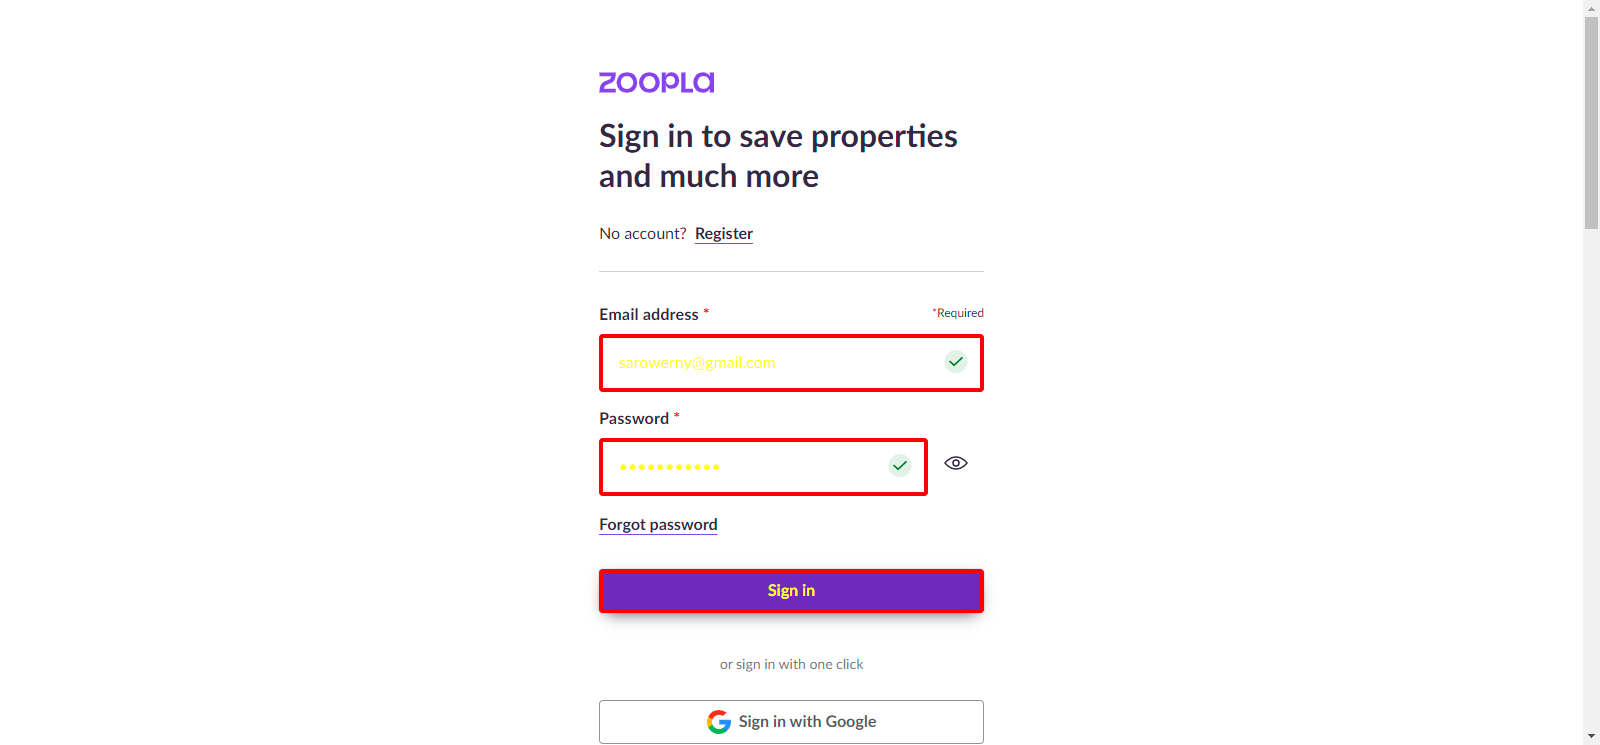 zoopla
Sign in to save properties
and much more
No account? Register
Email address *
*Required
sarowerny@gmail.com
Password *
•••••••••••
Forgot password
Sign in
or sign in with one click
Sign in with Google